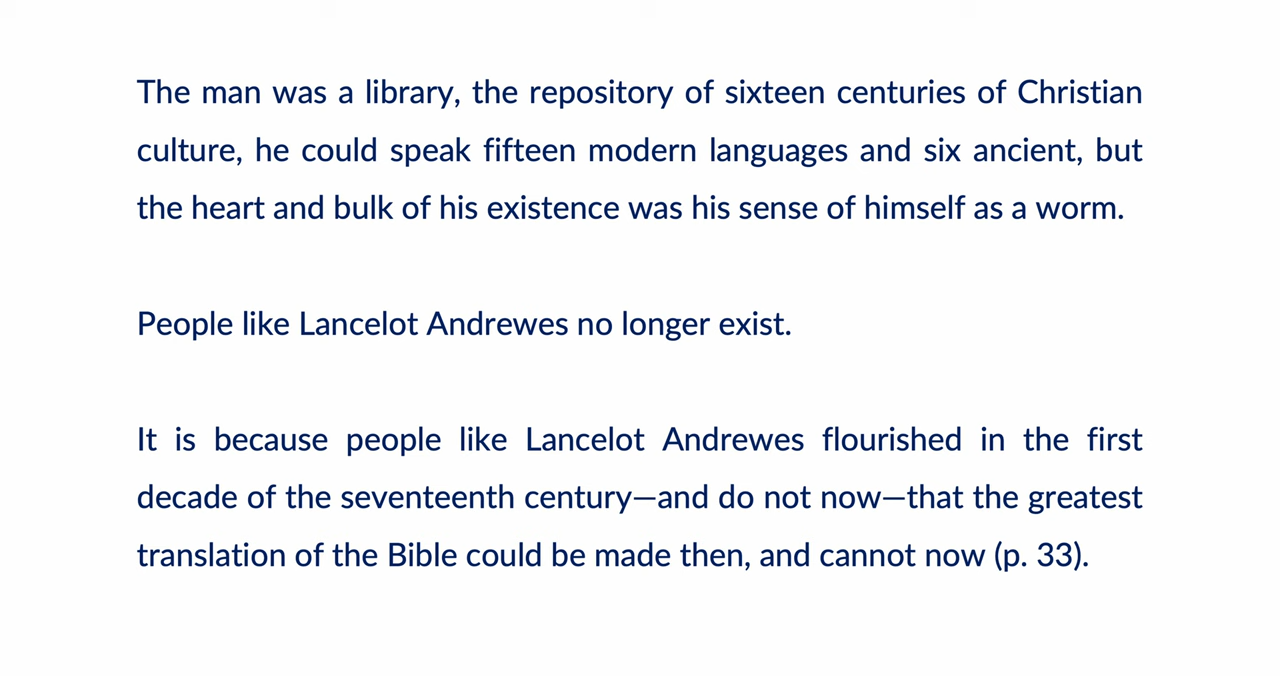 The man was a library, the repository of sixteen centuries of Christian
culture, he could speak fifteen modern languages and six ancient, but
the heart and bulk of his existence was his sense of himself as a worm.
People like Lancelot Andrewes no longer exist.
It is because people like Lancelot Andrewes flourished in the first
decade of the seventeenth century—and do not now—that the greatest
translation of the Bible could be made then, and cannot now (p. 33).